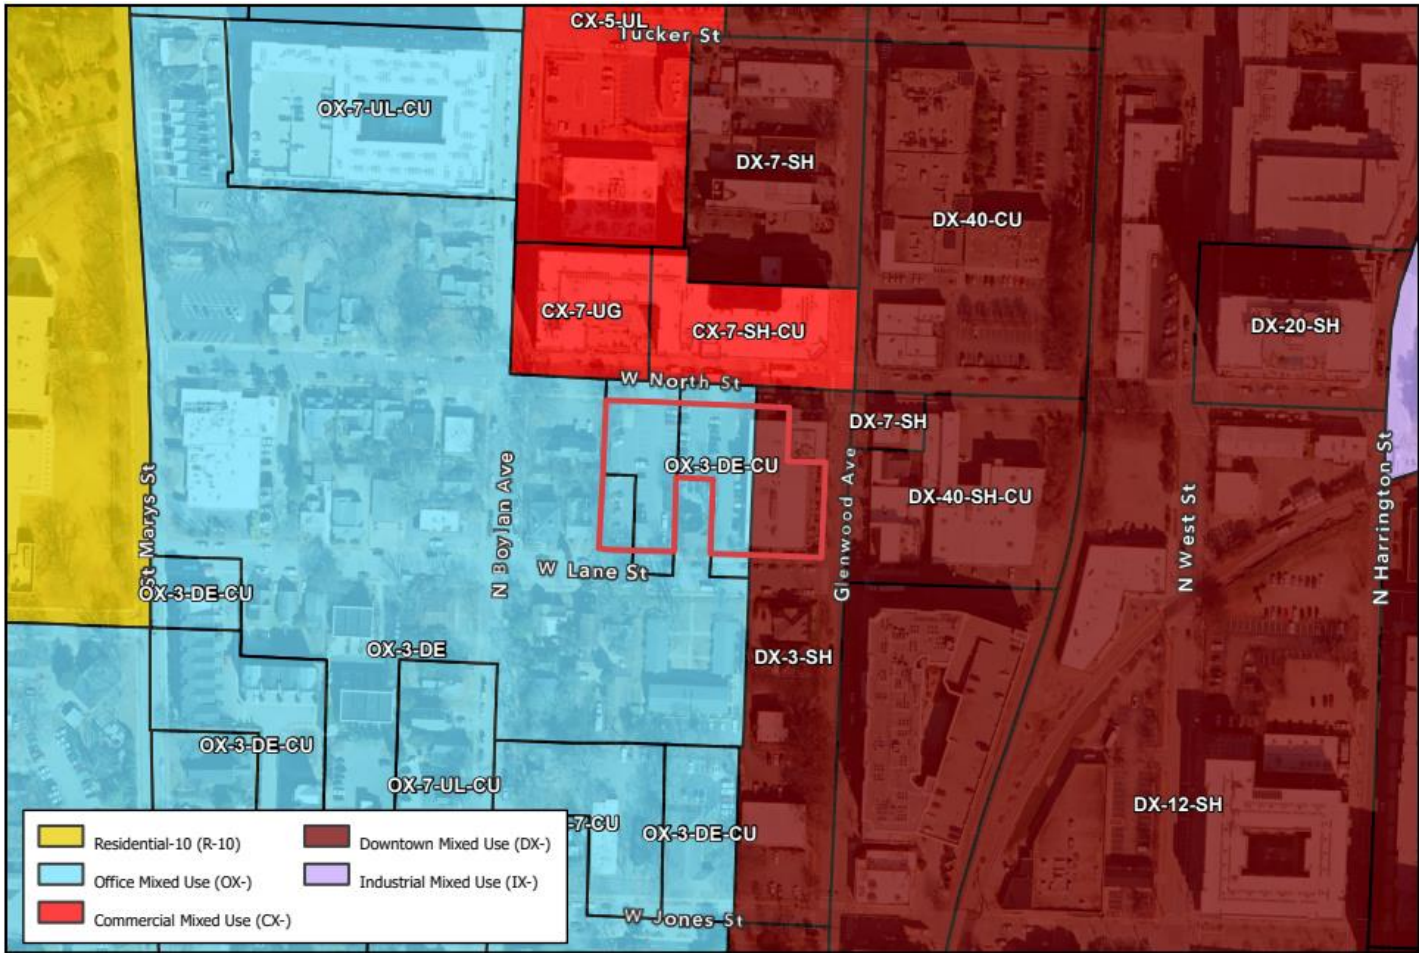 CX-5-UL
Tucker St
OX-7-UL-CU
DX-7-SH
DX-40-CU
CX-7-UG
CX-7-SH-CU
DX-20-SH
W North St
DX-7-SH
OX-3-DE-CU
DX-40-SH-CU
St Marys St
N Boylan Ave
Glenwood Ave
N West St
N Harrington St
W Lane St
OX-3-DE-CU
OX-3-DE
DX-3-SH
OX-3-DE-CU
OX-7-UL-CU
DX-12-SH
-7-CU
OX-3-DE-CU
W Jones St
Residential-10 (R-10)
Downtown Mixed Use (DX-)
Office Mixed Use (OX-)
Industrial Mixed Use (IX-)
Commercial Mixed Use (CX-)